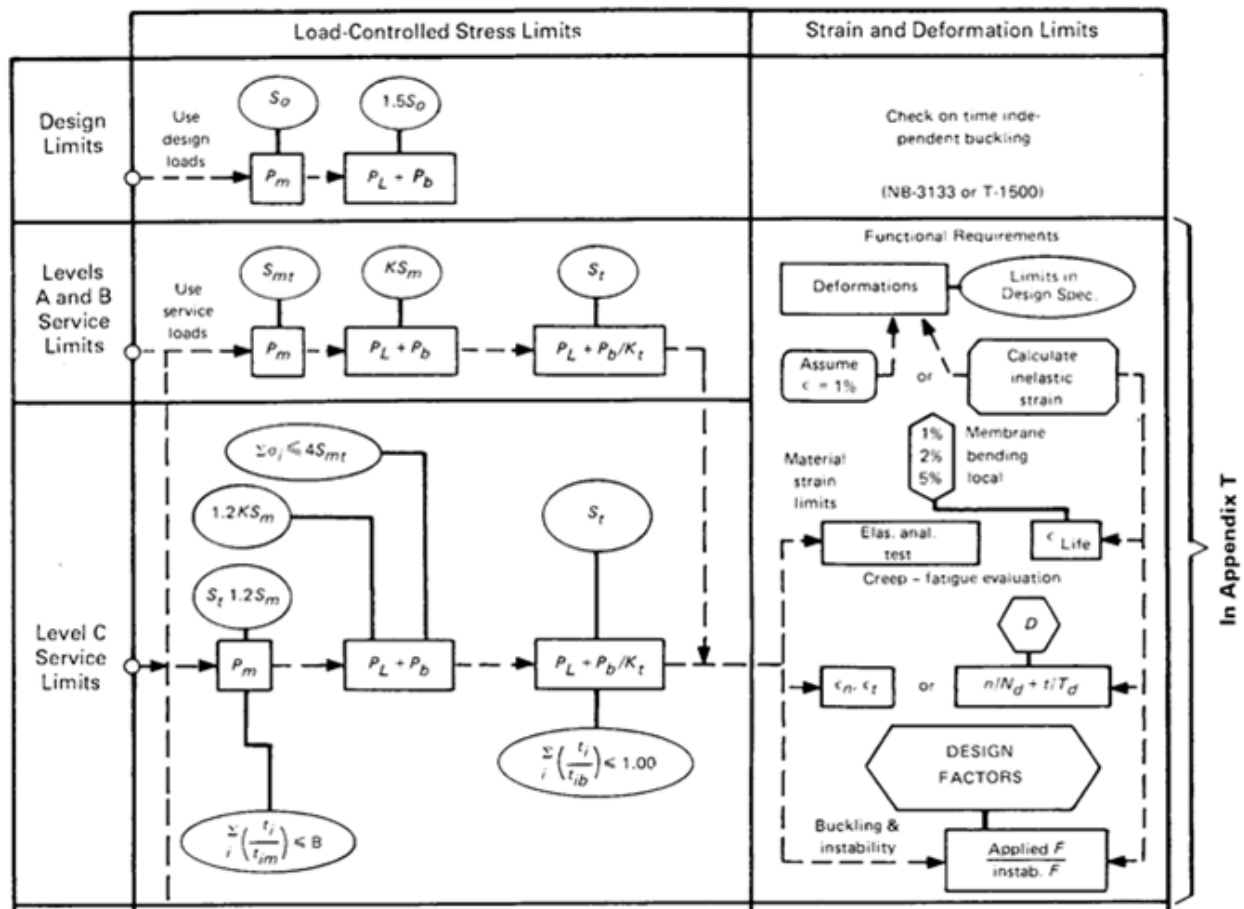 Load-Controlled Stress Limits
Strain and Deformation Limits
Design
Limits
Use
design
loads
S_o
1.5S_o
P_m
P_L + P_b
Check on time inde-
pendent buckling
(NB-3133 or T-1500)
Levels
A and B
Service
Limits
Use
service
loads
S_mt
KS_m
S_t
P_m
P_L + P_b
P_L + P_b/K_t
Functional Requirements
Deformations
Limits in
Design Spec.
Assume
ϵ = 1%
or
Calculate
inelastic
strain
Material
strain
limits
1%
2%
5%
Membrane
bending
local
Elas. anal.
test
ϵ Life
Level C
Service
Limits
Σσ_i ≤ 4S_mt
1.2KS_m
S_t 1.2S_m
S_t
P_m
P_L + P_b
P_L + P_b/K_t
Σ_i (t_i/t_im) ≤ B
Σ_i (t_i/t_ib) ≤ 1.00
Creep – fatigue evaluation
D
ϵ_n, ϵ_t
or
n/N_d + t/T_d
DESIGN
FACTORS
Buckling &
instability
Applied F
instab. F
In Appendix T